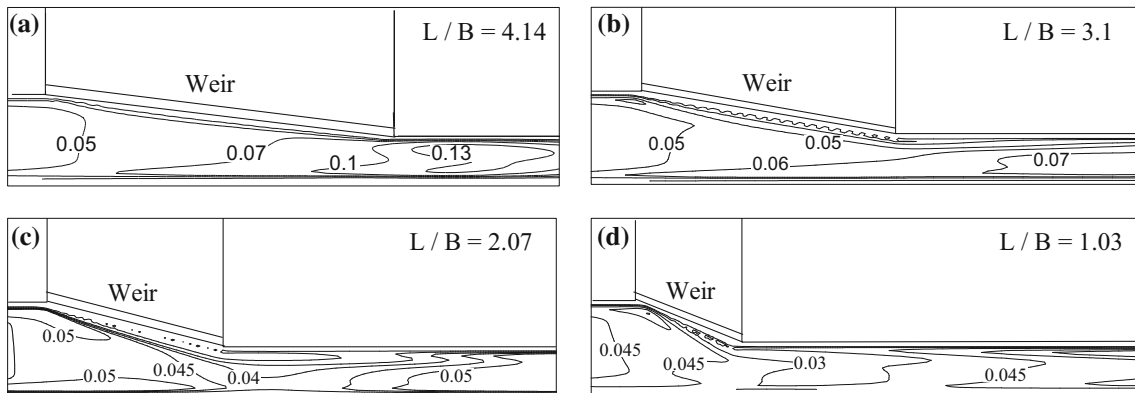 (a)
L / B = 4.14
Weir
0.05
0.07
0.1
0.13
(b)
L / B = 3.1
Weir
0.05
0.05
0.06
0.07
(c)
L / B = 2.07
Weir
0.05
0.05
0.045
0.04
0.05
(d)
L / B = 1.03
Weir
0.045
0.045
0.03
0.045